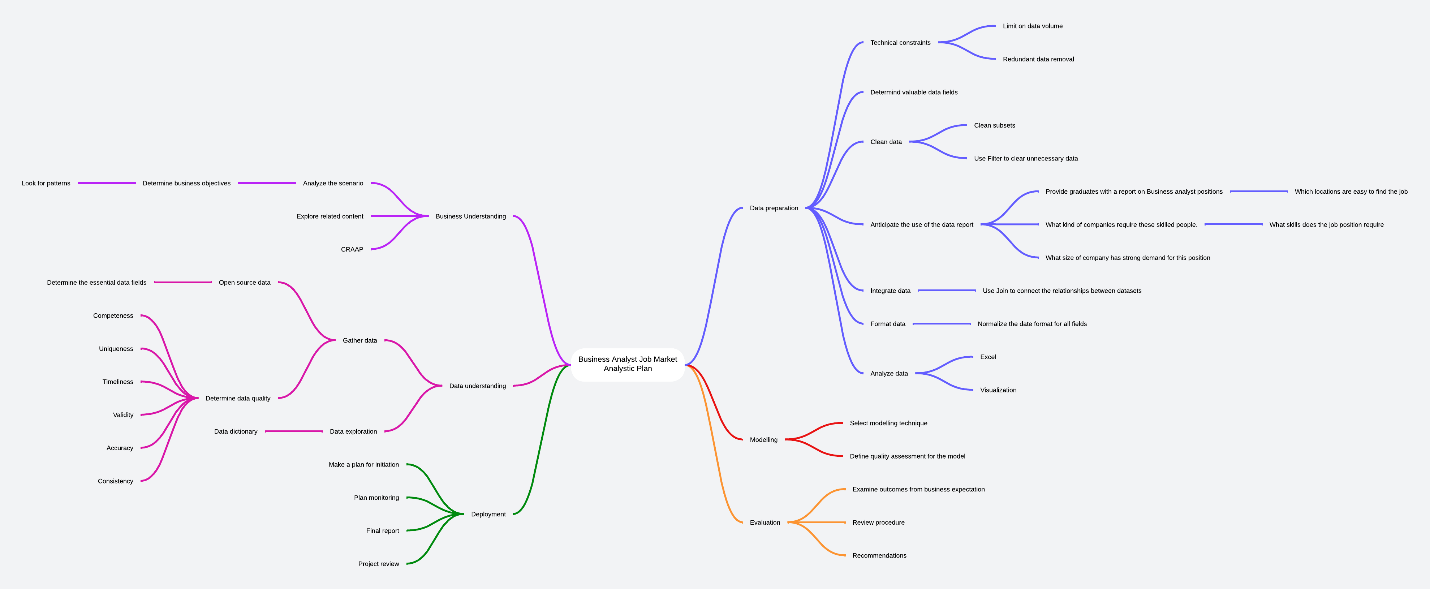 Business Analyst Job Market
Analystic Plan
Business Understanding
Analyze the scenario
Determine business objectives
Look for patterns
Explore related content
CRAAP
Data understanding
Gather data
Open source data
Determine the essential data fields
Determine data quality
Competeness
Uniqueness
Timeliness
Validity
Accuracy
Consistency
Data exploration
Data dictionary
Deployment
Make a plan for initiation
Plan monitoring
Final report
Project review
Data preparation
Technical constraints
Limit on data volume
Redundant data removal
Determind valuable data fields
Clean data
Clean subsets
Use Filter to clear unnecessary data
Anticipate the use of the data report
Provide graduates with a report on Business analyst positions
Which locations are easy to find the job
What kind of companies require these skilled people.
What skills does the job position require
What size of company has strong demand for this position
Integrate data
Use Join to connect the relationships between datasets
Format data
Normalize the date format for all fields
Analyze data
Excel
Visualization
Modelling
Select modelling technique
Define quality assessment for the model
Evaluation
Examine outcomes from business expectation
Review procedure
Recommendations